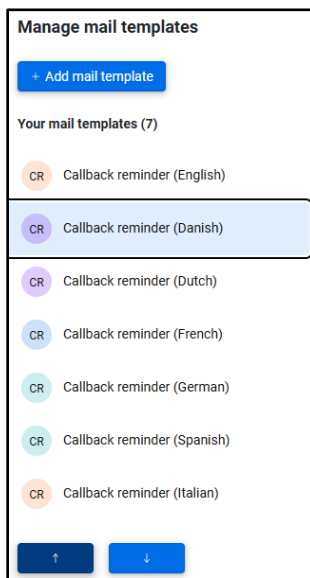 Manage mail templates
+ Add mail template
Your mail templates (7)
CR Callback reminder (English)
CR Callback reminder (Danish)
CR Callback reminder (Dutch)
CR Callback reminder (French)
CR Callback reminder (German)
CR Callback reminder (Spanish)
CR Callback reminder (Italian)
↑ ↓